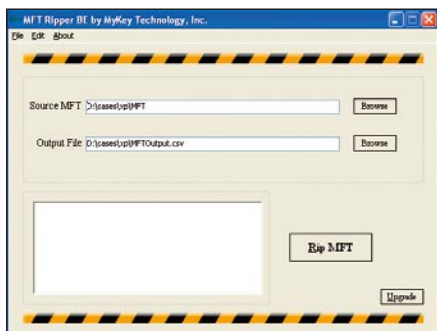 MFT Ripper BE by MyKey Technology, Inc.
File Edit About
Source MFT D:\cases\xp\MFT Browse
Output File D:\cases\xp\MFTOutput.csv Browse
Rip MFT
Upgrade